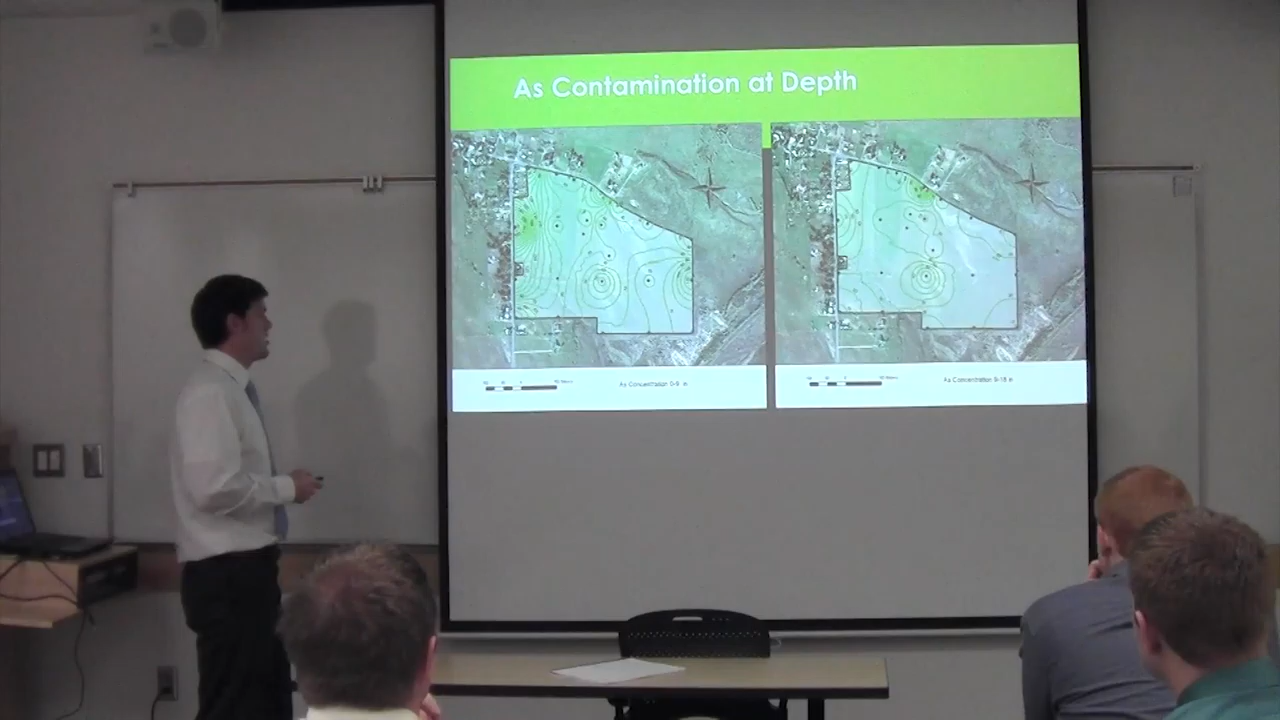 As Contamination at Depth
As Concentration 0-9 in
As Concentration 9-18 in